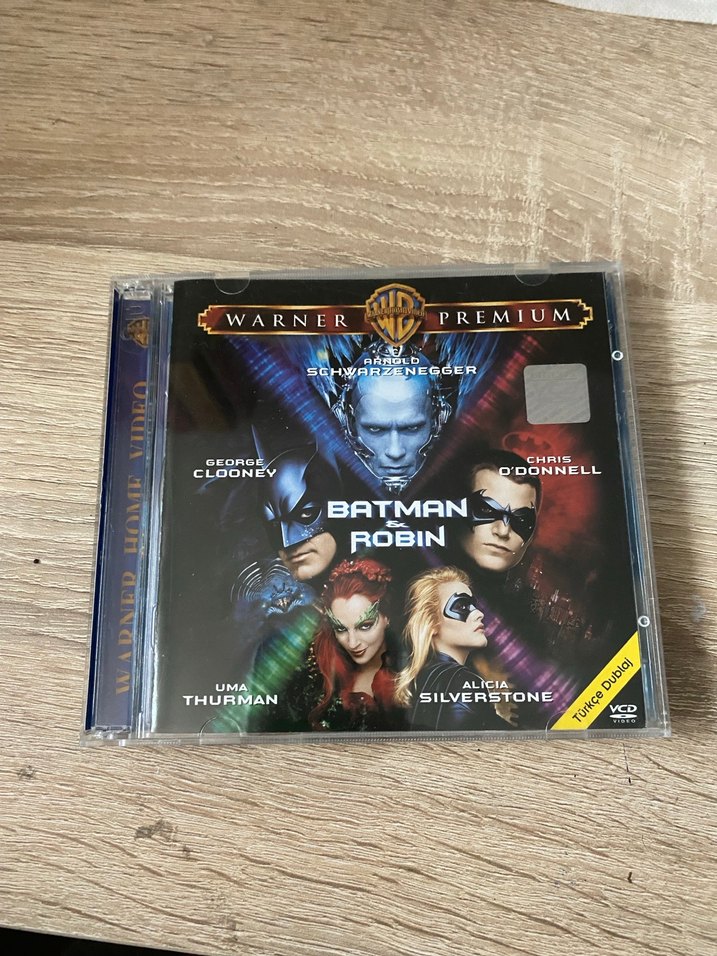 WARNER PREMIUM
ARNOLD
SCHWARZENEGGER
GEORGE
CLOONEY
CHRIS
O'DONNELL
BATMAN
&
ROBIN
UMA
THURMAN
ALICIA
SILVERSTONE
Türkçe Dublaj
VCD
VIDEO
WARNER HOME VIDEO